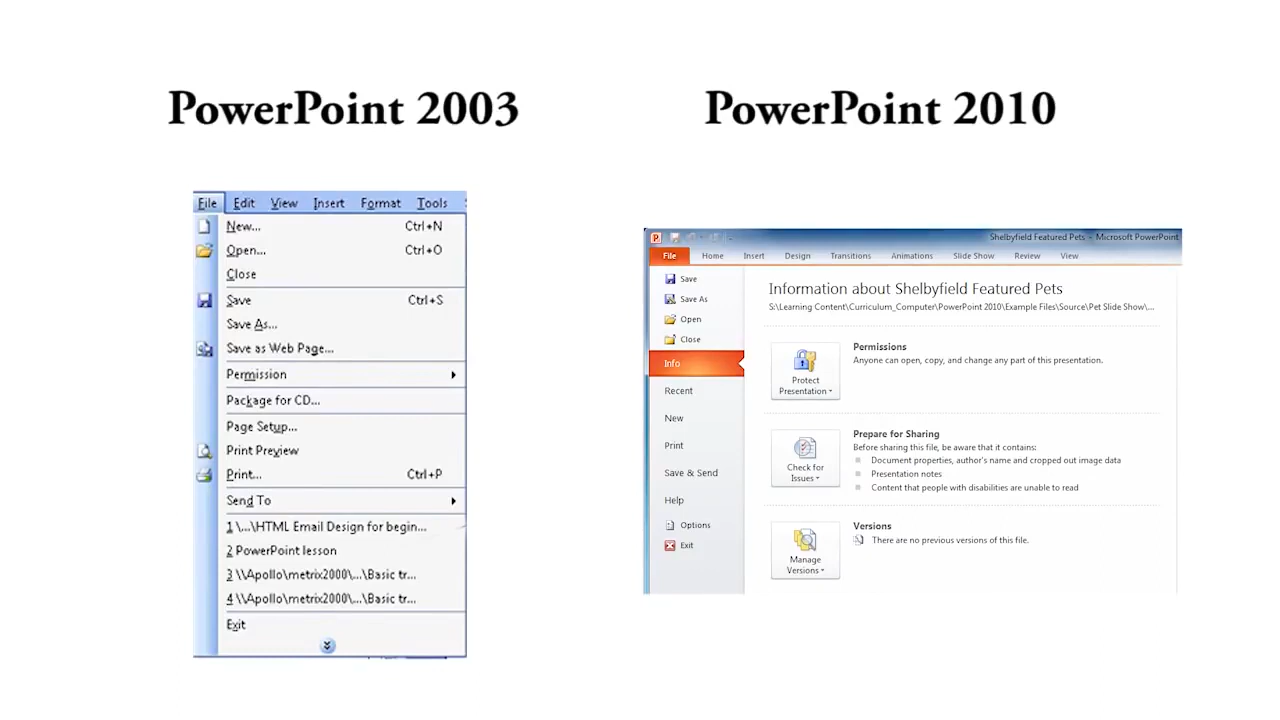 PowerPoint 2003
PowerPoint 2010
File Edit View Insert Format Tools
New... Ctrl+N
Open... Ctrl+O
Close
Save Ctrl+S
Save As...
Save as Web Page...
Permission
Package for CD...
Page Setup...
Print Preview
Print... Ctrl+P
Send To
1 \...\HTML Email Design for begin...
2 PowerPoint lesson
3 \\Apollo\metrix2000\...\Basic tr...
4 \\Apollo\metrix2000\...\Basic tr...
Exit
Shelbyfield Featured Pets - Microsoft PowerPoint
File Home Insert Design Transitions Animations Slide Show Review View
Save
Save As
Open
Close
Info
Recent
New
Print
Save & Send
Help
Options
Exit
Information about Shelbyfield Featured Pets
S:\Learning Content\Curriculum_Computer\PowerPoint 2010\Example Files\Source\Pet Slide Show\...
Protect
Presentation
Permissions
Anyone can open, copy, and change any part of this presentation.
Check for
Issues
Prepare for Sharing
Before sharing this file, be aware that it contains:
Document properties, author's name and cropped out image data
Presentation notes
Content that people with disabilities are unable to read
Manage
Versions
Versions
There are no previous versions of this file.